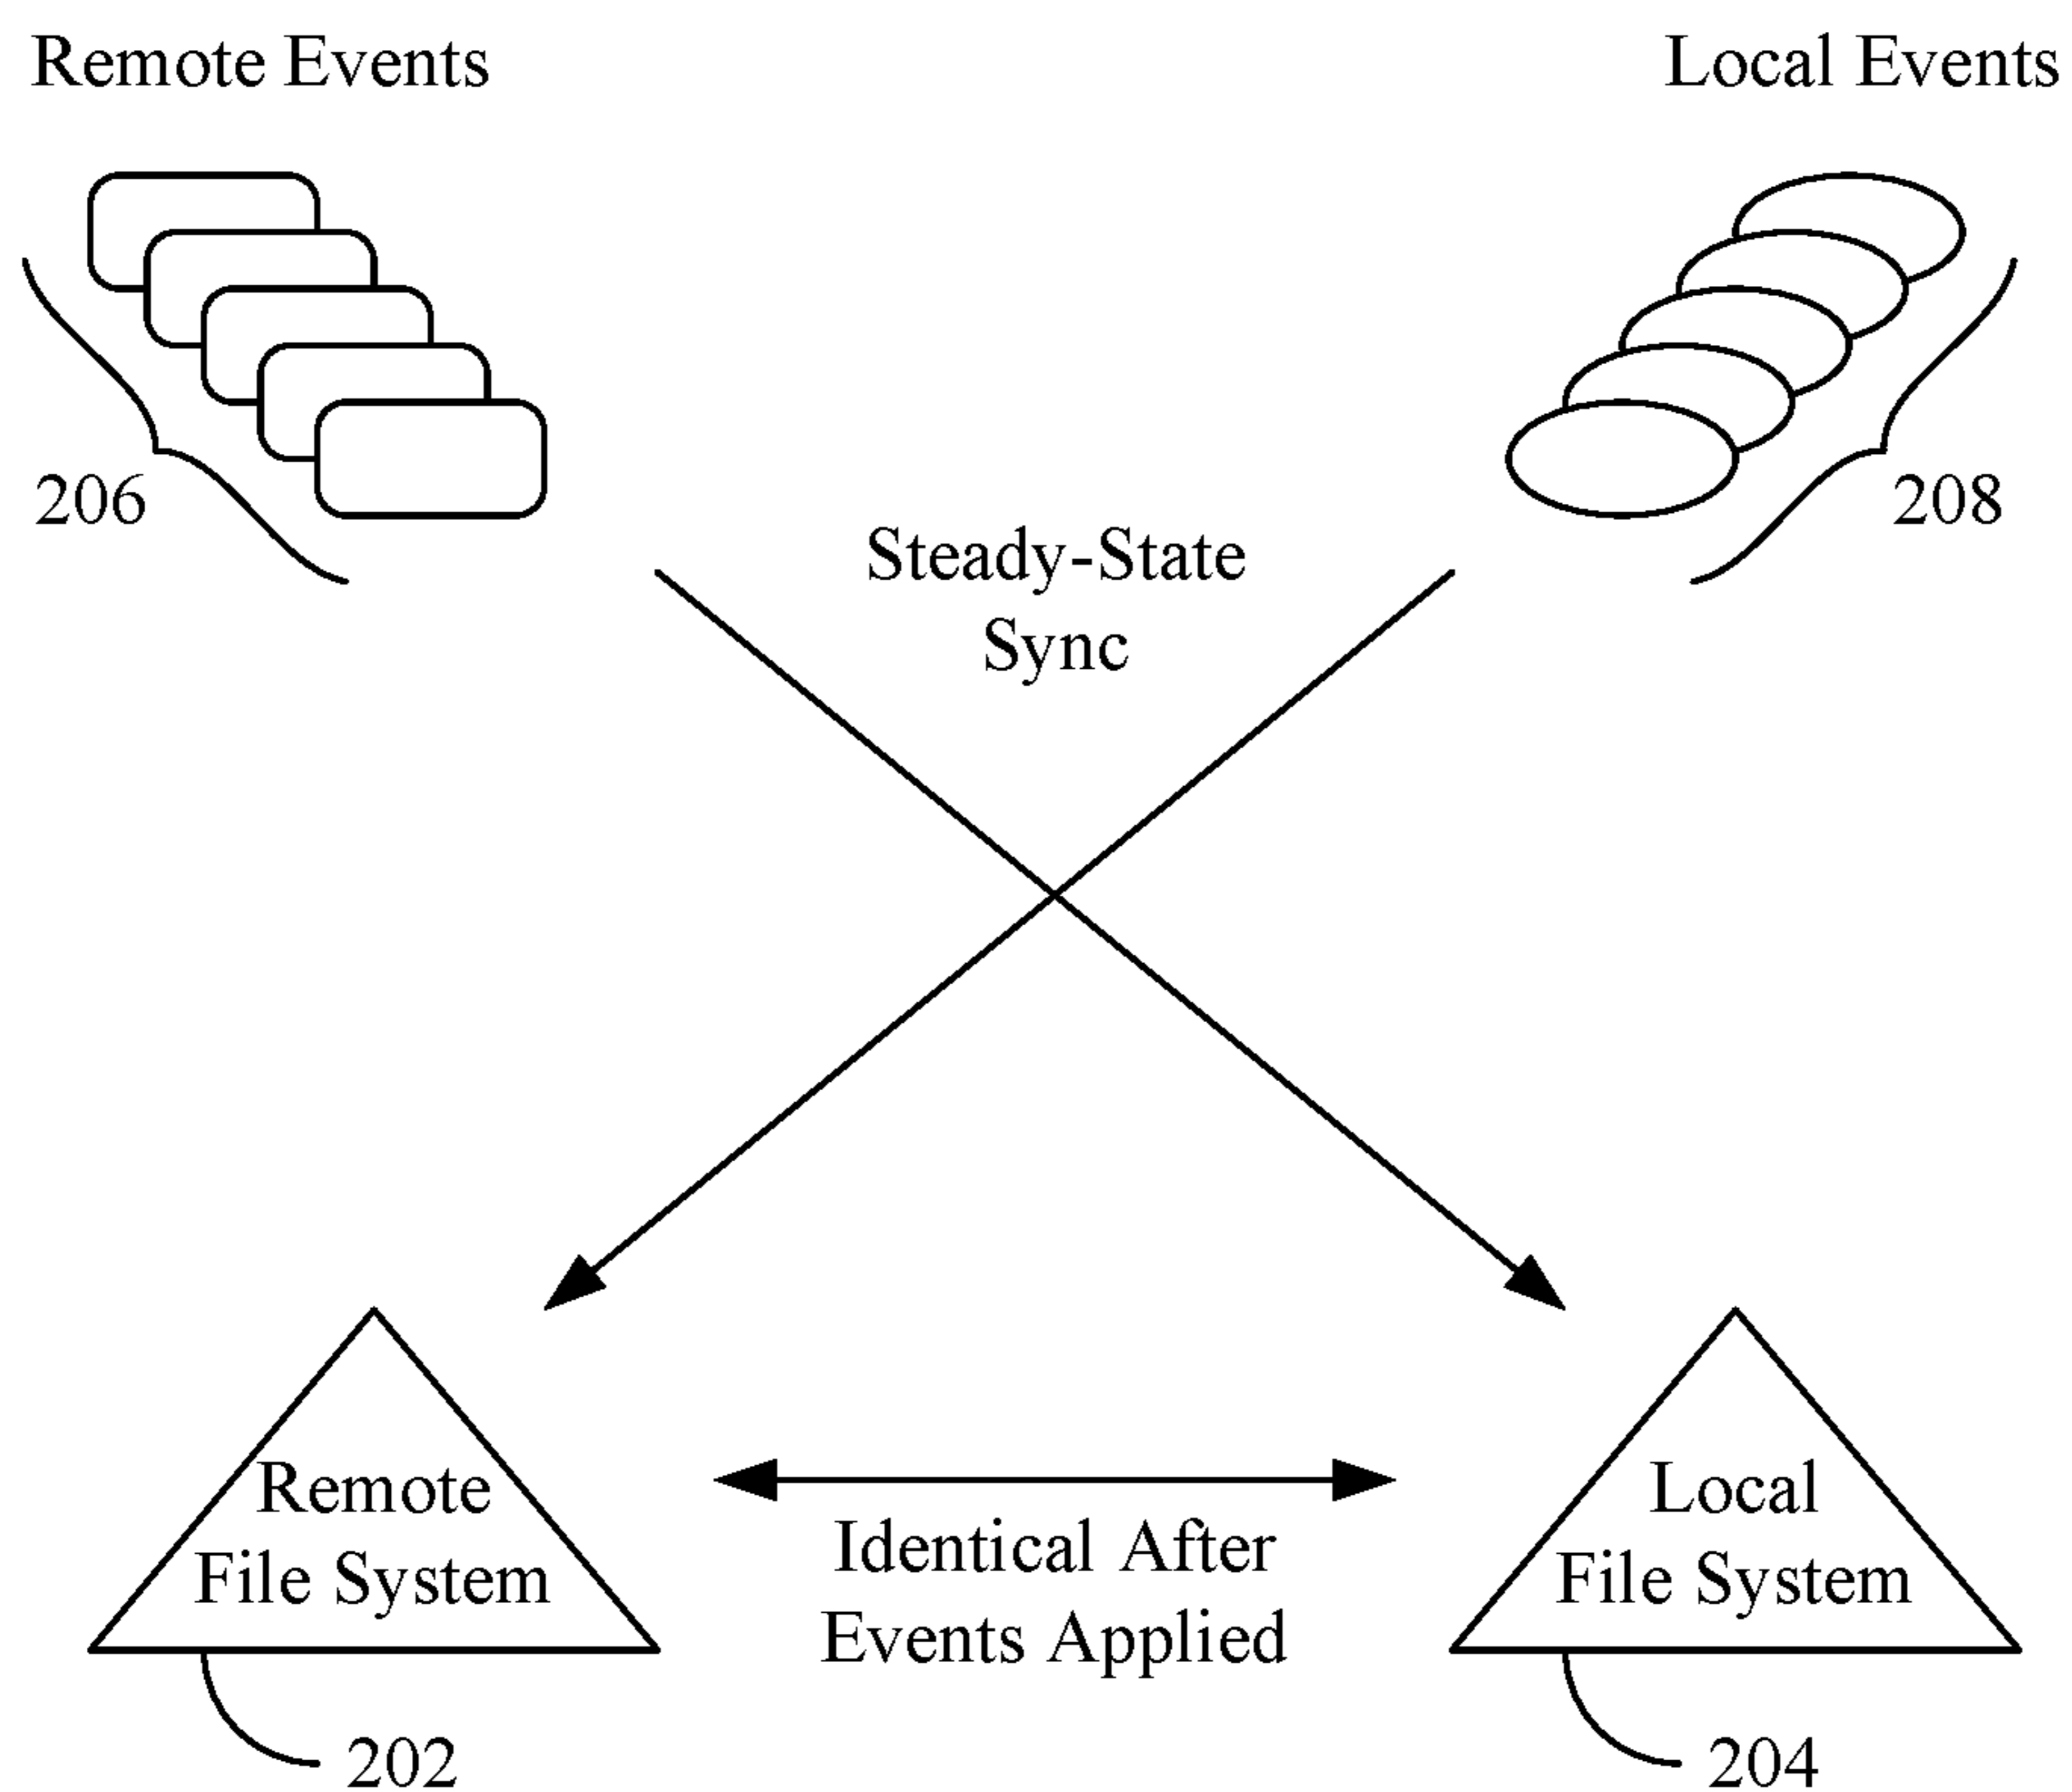 Remote Events
Local Events
206
208
Steady-State
Sync
Remote
File System
Identical After
Events Applied
Local
File System
202
204